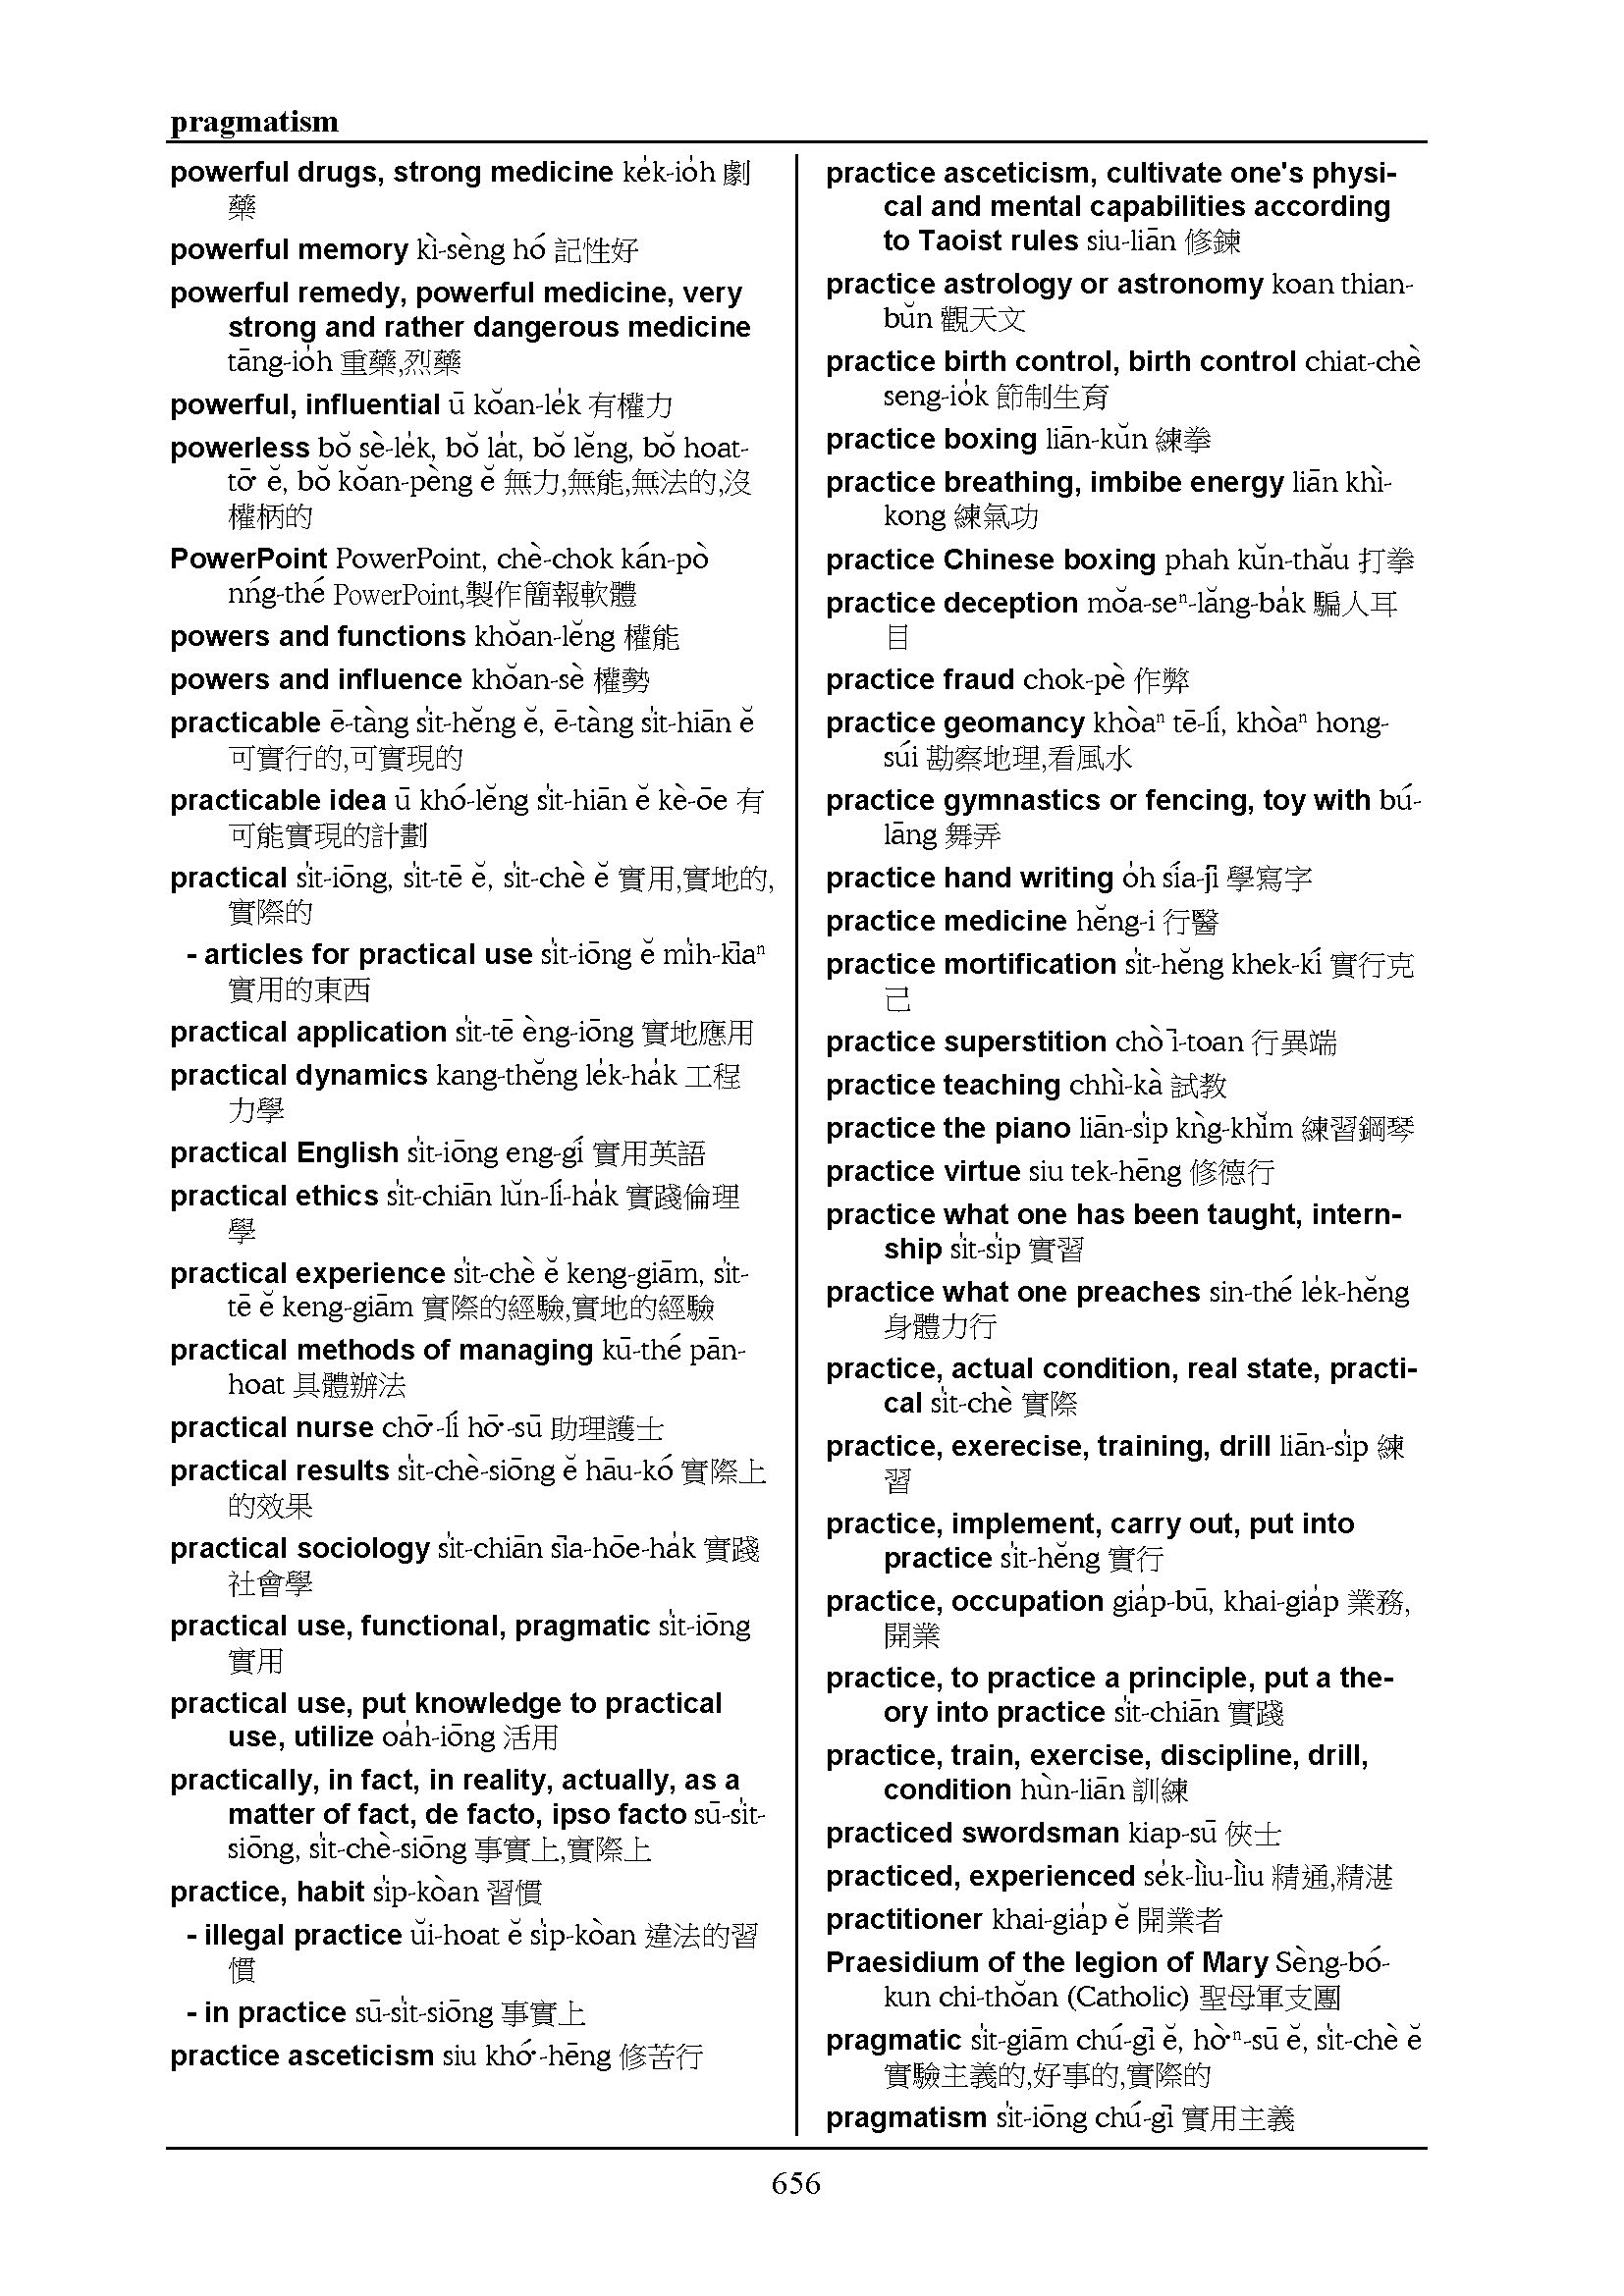 pragmatism
powerful drugs, strong medicine ke̍k-io̍h 劇
藥
powerful memory kì-sèng hó 記性好
powerful remedy, powerful medicine, very
strong and rather dangerous medicine
tāng-io̍h 重藥,烈藥
powerful, influential ū kŏan-le̍k 有權力
powerless bŏ sè-le̍k, bŏ la̍t, bŏ lĕng, bŏ hoat-
tō͘ ĕ, bŏ kŏan-pèng ĕ 無力,無能,無法的,沒
權柄的
PowerPoint PowerPoint, chè-chok kán-pò
nńg-thé PowerPoint,製作簡報軟體
powers and functions khŏan-lĕng 權能
powers and influence khŏan-sè 權勢
practicable ē-tàng si̍t-hĕng ĕ, ē-tàng si̍t-hiān ĕ
可實行的,可實現的
practicable idea ū khó-lĕng si̍t-hiān ĕ kè-ōe 有
可能實現的計劃
practical si̍t-iōng, si̍t-tē ĕ, si̍t-chè ĕ 實用,實地的,
實際的
- articles for practical use si̍t-iōng ĕ mi̍h-kīaⁿ
實用的東西
practical application si̍t-tē èng-iōng 實地應用
practical dynamics kang-thĕng le̍k-ha̍k 工程
力學
practical English si̍t-iōng eng-gí 實用英語
practical ethics si̍t-chiān lŭn-lí-ha̍k 實踐倫理
學
practical experience si̍t-chè ĕ keng-giām, si̍t-
tē ĕ keng-giām 實際的經驗,實地的經驗
practical methods of managing kū-thé pān-
hoat 具體辦法
practical nurse chō͘-lí hō͘-sū 助理護士
practical results si̍t-chè-siōng ĕ hāu-kó 實際上
的效果
practical sociology si̍t-chiān sīa-hōe-ha̍k 實踐
社會學
practical use, functional, pragmatic si̍t-iōng
實用
practical use, put knowledge to practical
use, utilize oa̍h-iōng 活用
practically, in fact, in reality, actually, as a
matter of fact, de facto, ipso facto sū-si̍t-
siōng, si̍t-chè-siōng 事實上,實際上
practice, habit si̍p-kòan 習慣
- illegal practice ŭi-hoat ĕ si̍p-kòan 違法的習
慣
- in practice sū-si̍t-siōng 事實上
practice asceticism siu khó͘-hēng 修苦行
practice asceticism, cultivate one's physi-
cal and mental capabilities according
to Taoist rules siu-liān 修鍊
practice astrology or astronomy koan thian-
bŭn 觀天文
practice birth control, birth control chiat-chè
seng-io̍k 節制生育
practice boxing liān-kŭn 練拳
practice breathing, imbibe energy liān khì-
kong 練氣功
practice Chinese boxing phah kŭn-thău 打拳
practice deception mŏa-seⁿ-lăng-ba̍k 騙人耳
目
practice fraud chok-pè 作弊
practice geomancy khòaⁿ tē-lí, khòaⁿ hong-
súi 勘察地理,看風水
practice gymnastics or fencing, toy with bú-
lāng 舞弄
practice hand writing o̍h sía-jī 學寫字
practice medicine hĕng-i 行醫
practice mortification si̍t-hĕng khek-kí 實行克
己
practice superstition chò ī-toan 行異端
practice teaching chhì-kà 試教
practice the piano liān-si̍p kǹg-khĭm 練習鋼琴
practice virtue siu tek-hēng 修德行
practice what one has been taught, intern-
ship si̍t-si̍p 實習
practice what one preaches sin-thé le̍k-hĕng
身體力行
practice, actual condition, real state, practi-
cal si̍t-chè 實際
practice, exerecise, training, drill liān-si̍p 練
習
practice, implement, carry out, put into
practice si̍t-hĕng 實行
practice, occupation gia̍p-bū, khai-gia̍p 業務,
開業
practice, to practice a principle, put a the-
ory into practice si̍t-chiān 實踐
practice, train, exercise, discipline, drill,
condition hùn-liān 訓練
practiced swordsman kiap-sū 俠士
practiced, experienced se̍k-lìu-lìu 精通,精湛
practitioner khai-gia̍p ĕ 開業者
Praesidium of the legion of Mary Sèng-bó-
kun chi-thŏan (Catholic) 聖母軍支團
pragmatic si̍t-giām chú-gī ĕ, hò͘ⁿ-sū ĕ, si̍t-chè ĕ
實驗主義的,好事的,實際的
pragmatism si̍t-iōng chú-gī 實用主義
656